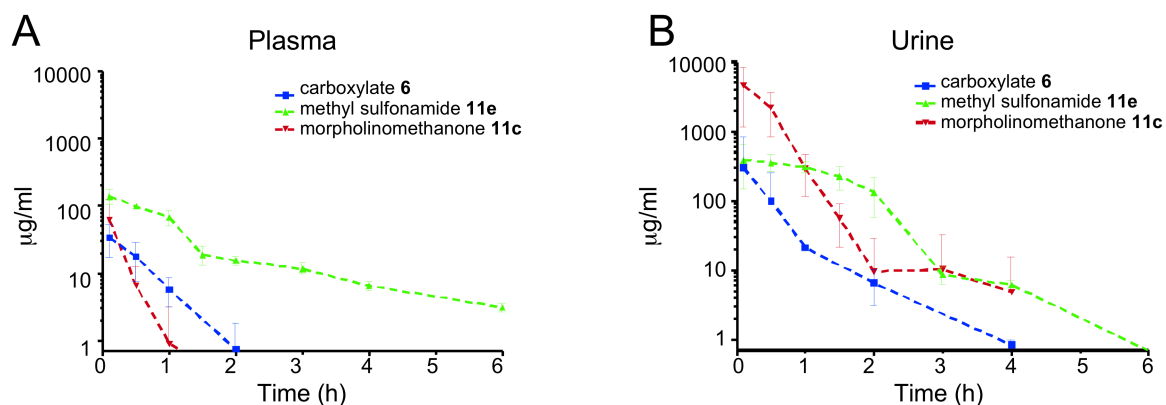 A
Plasma
carboxylate 6
methyl sulfonamide 11e
morpholinomethanone 11c
10000
1000
100
10
1
µg/ml
0 1 2 3 4 5 6
Time (h)
B
Urine
carboxylate 6
methyl sulfonamide 11e
morpholinomethanone 11c
10000
1000
100
10
1
µg/ml
0 1 2 3 4 5 6
Time (h)